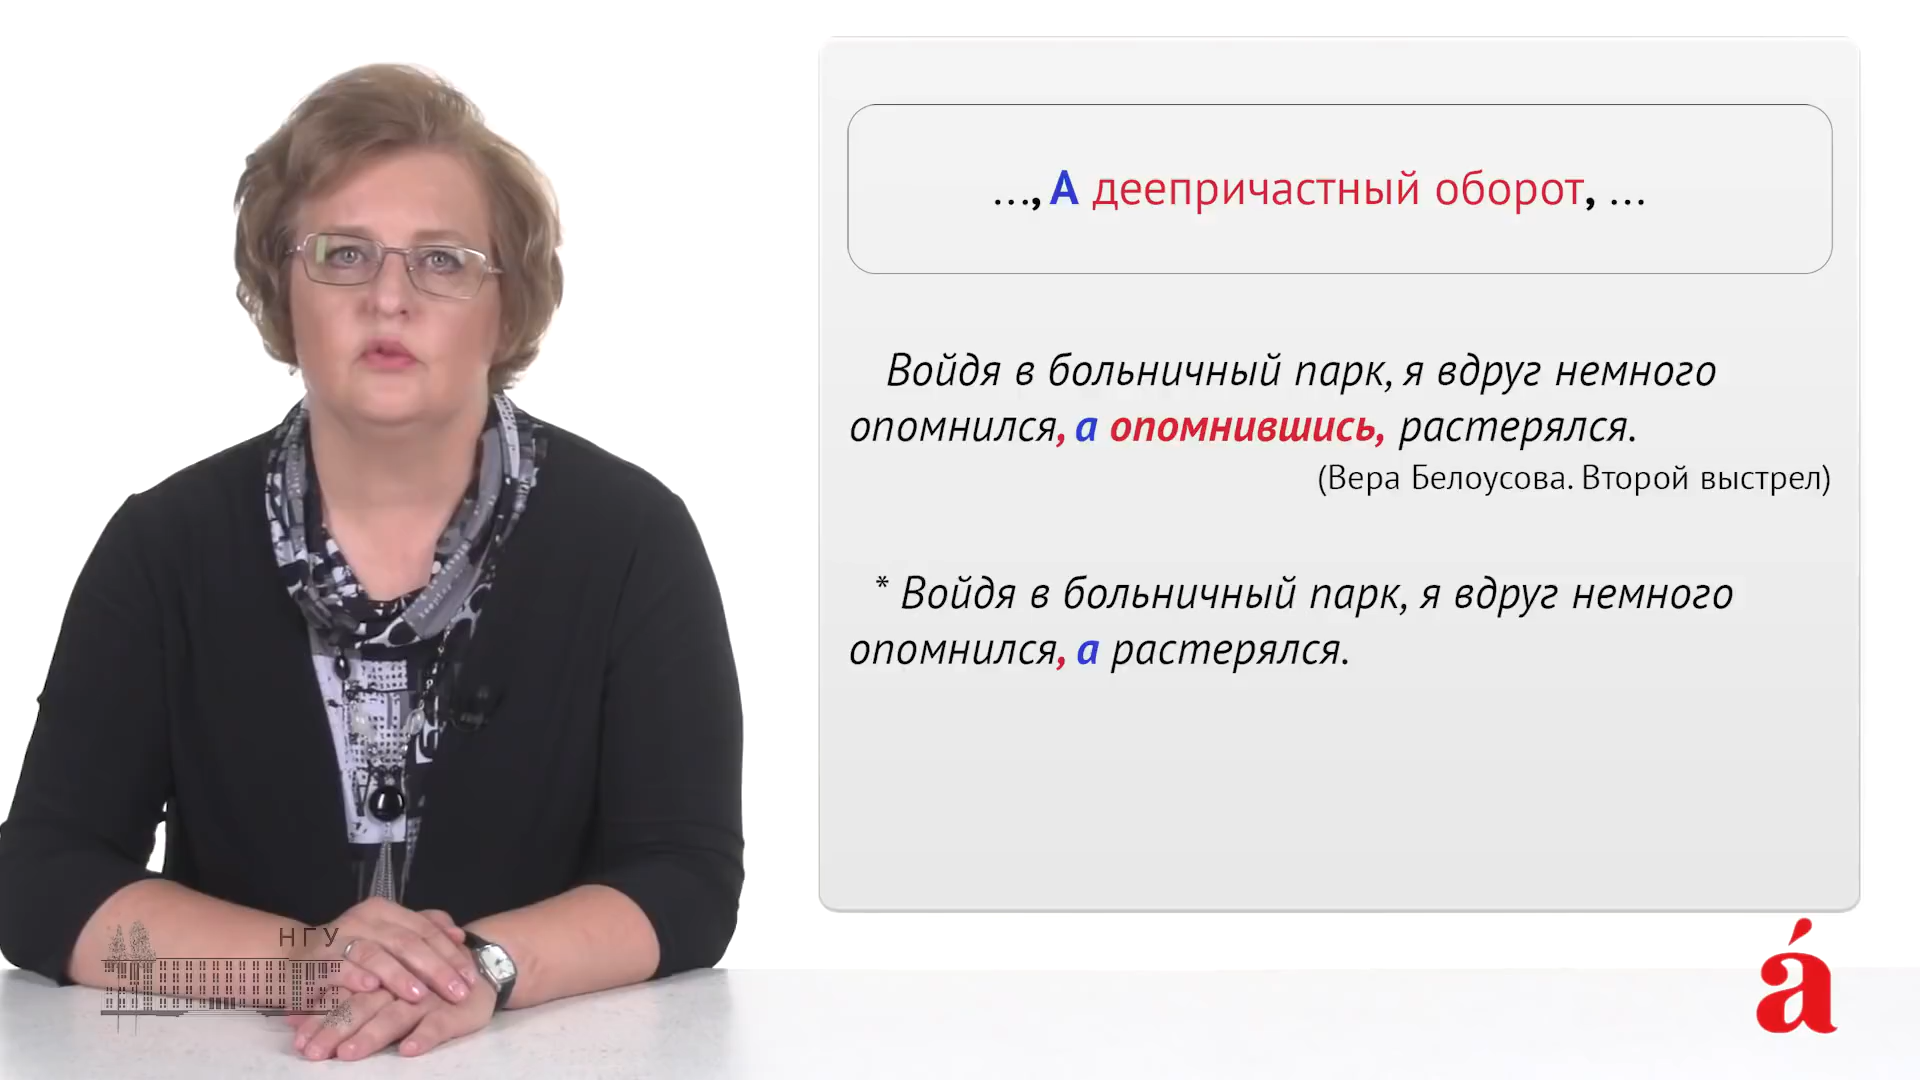 ..., А деепричастный оборот, ...
Войдя в больничный парк, я вдруг немного
опомнился, а опомнившись, растерялся.
(Вера Белоусова. Второй выстрел)
* Войдя в больничный парк, я вдруг немного
опомнился, а растерялся.
НГУ
á